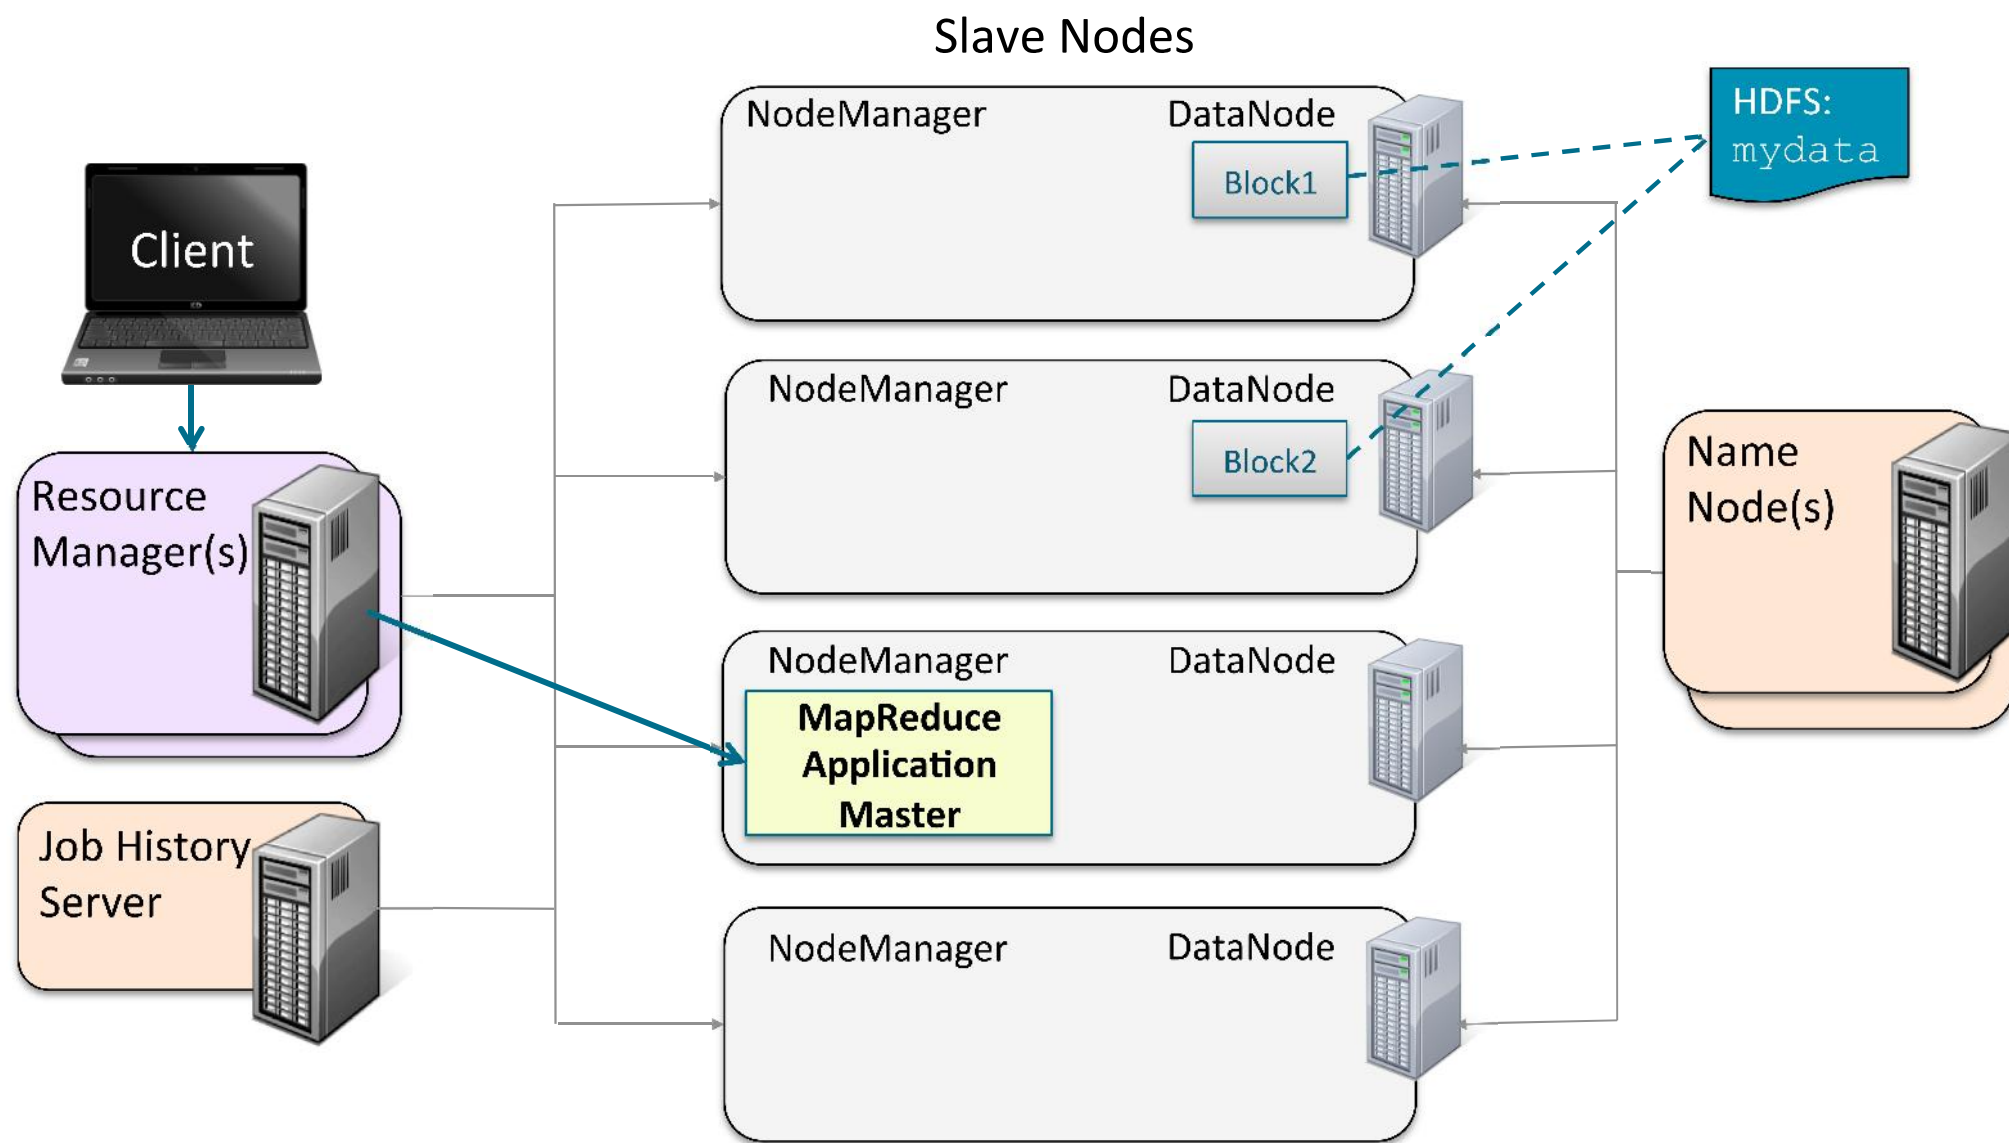 Slave Nodes
NodeManager
DataNode
Block1
HDFS:
mydata
Client
NodeManager
DataNode
Block2
Name
Node(s)
Resource
Manager(s)
NodeManager
DataNode
MapReduce
Application
Master
Job History
Server
NodeManager
DataNode